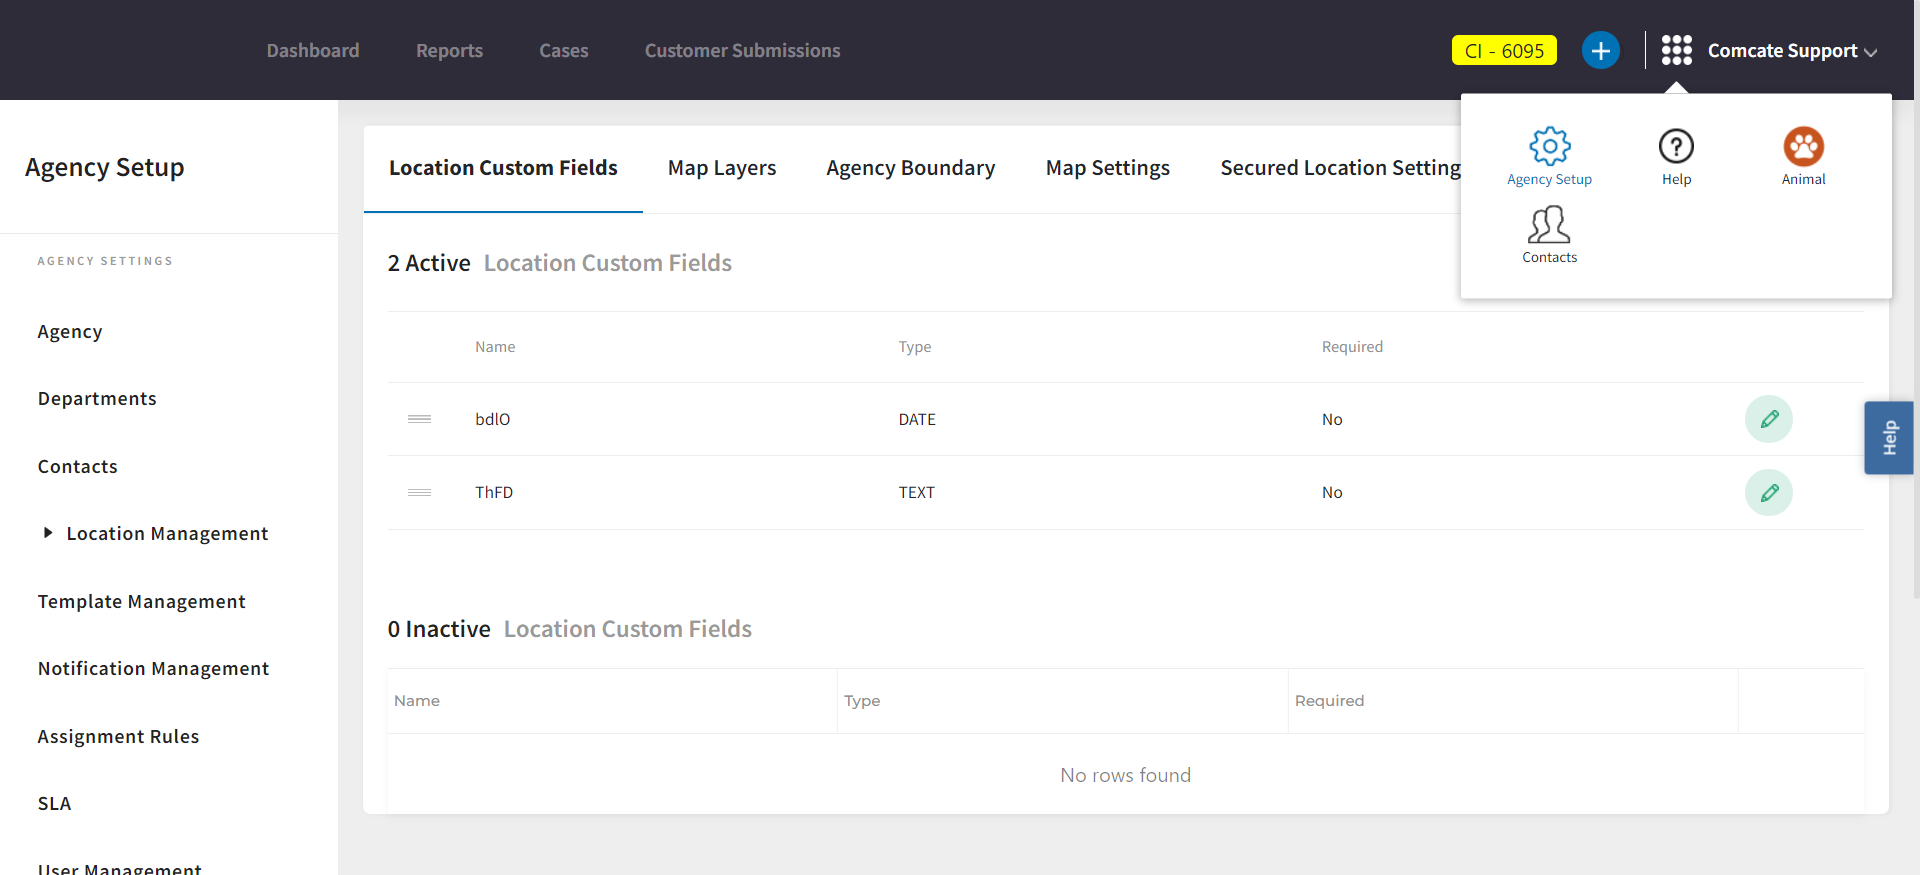 Dashboard
Reports
Cases
Customer Submissions
CI - 6095
Comcate Support
Agency Setup
Help
Animal
Contacts
Agency Setup
AGENCY SETTINGS
Agency
Departments
Contacts
Location Management
Template Management
Notification Management
Assignment Rules
SLA
User Management
Location Custom Fields
Map Layers
Agency Boundary
Map Settings
Secured Location Setting
2 Active Location Custom Fields
Name Type Required
bdlO DATE No
ThFD TEXT No
0 Inactive Location Custom Fields
Name Type Required
No rows found
Help